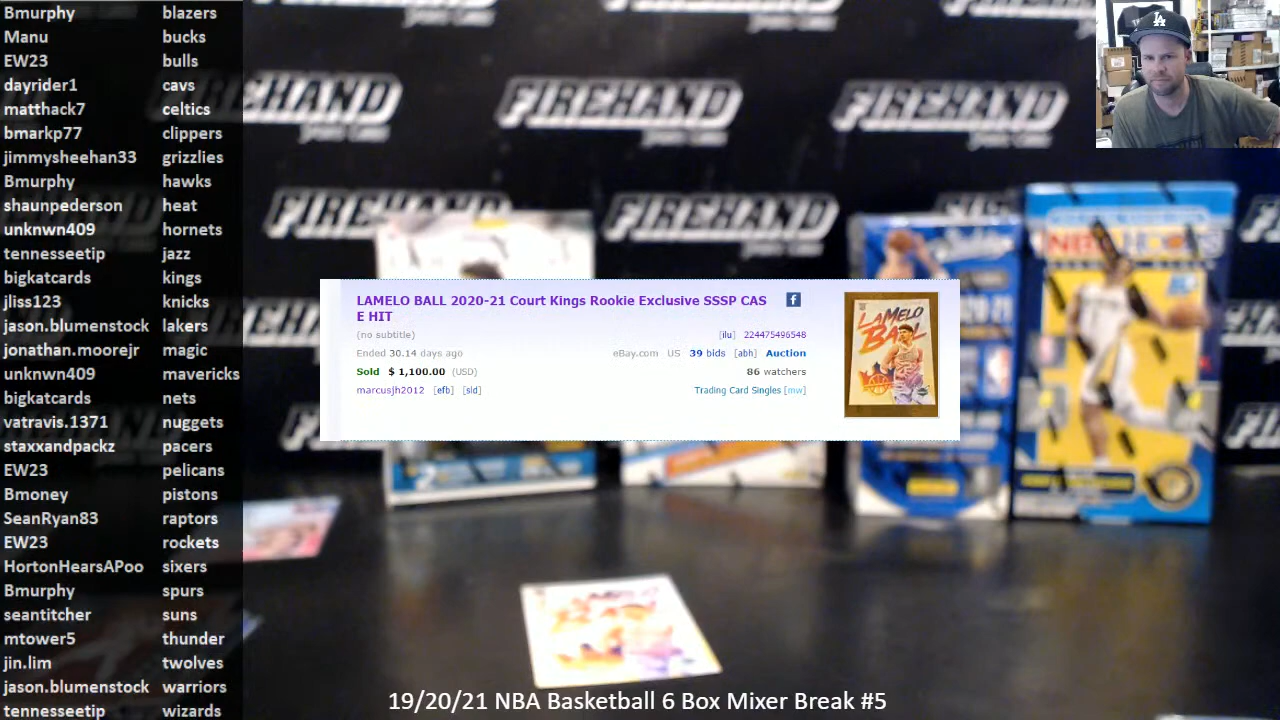 Bmurphy blazers
Manu bucks
EW23 bulls
dayrider1 cavs
matthack7 celtics
bmarkp77 clippers
jimmysheehan33 grizzlies
Bmurphy hawks
shaunpederson heat
unknwn409 hornets
tennesseetip jazz
bigkatcards kings
jliss123 knicks
jason.blumenstock lakers
jonathan.moorejr magic
unknwn409 mavericks
bigkatcards nets
vatravis.1371 nuggets
staxxandpackz pacers
EW23 pelicans
Bmoney pistons
SeanRyan83 raptors
EW23 rockets
HortonHearsAPoo sixers
Bmurphy spurs
seantitcher suns
mtower5 thunder
jin.lim twolves
jason.blumenstock warriors
tennesseetip wizards
FIREHAND
FIREHAND
FIREHAND
FIREHAND
LA
NBA HOOPS
LAMELO BALL 2020-21 Court Kings Rookie Exclusive SSSP CAS
E HIT
(no subtitle) [ilu] 224475496548
Ended 30.14 days ago eBay.com US 39 bids [abh] Auction
Sold $ 1,100.00 (USD) 86 watchers
marcusjh2012 [efb] [sld] Trading Card Singles [mw]
LAMELO
BALL
19/20/21 NBA Basketball 6 Box Mixer Break #5